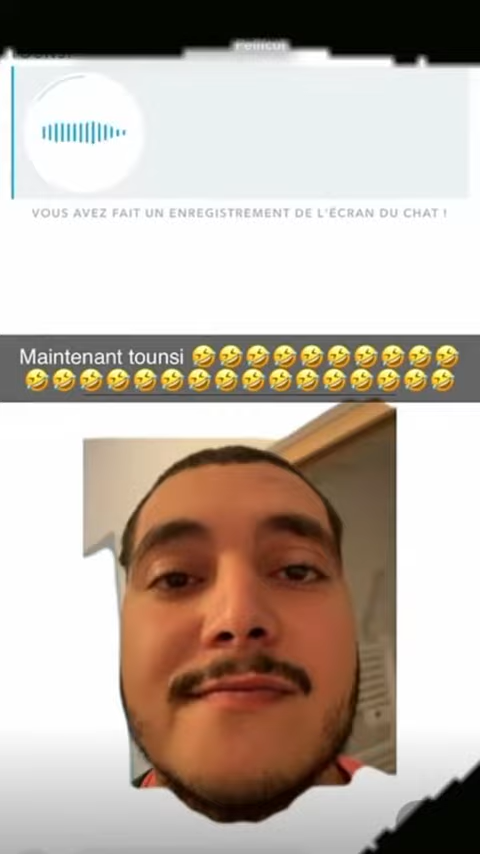 VOUS AVEZ FAIT UN ENREGISTREMENT DE L'ÉCRAN DU CHAT !
Maintenant tounsi 🤣🤣🤣🤣🤣🤣🤣🤣🤣🤣
🤣🤣🤣🤣🤣🤣🤣🤣🤣🤣🤣🤣🤣🤣🤣🤣